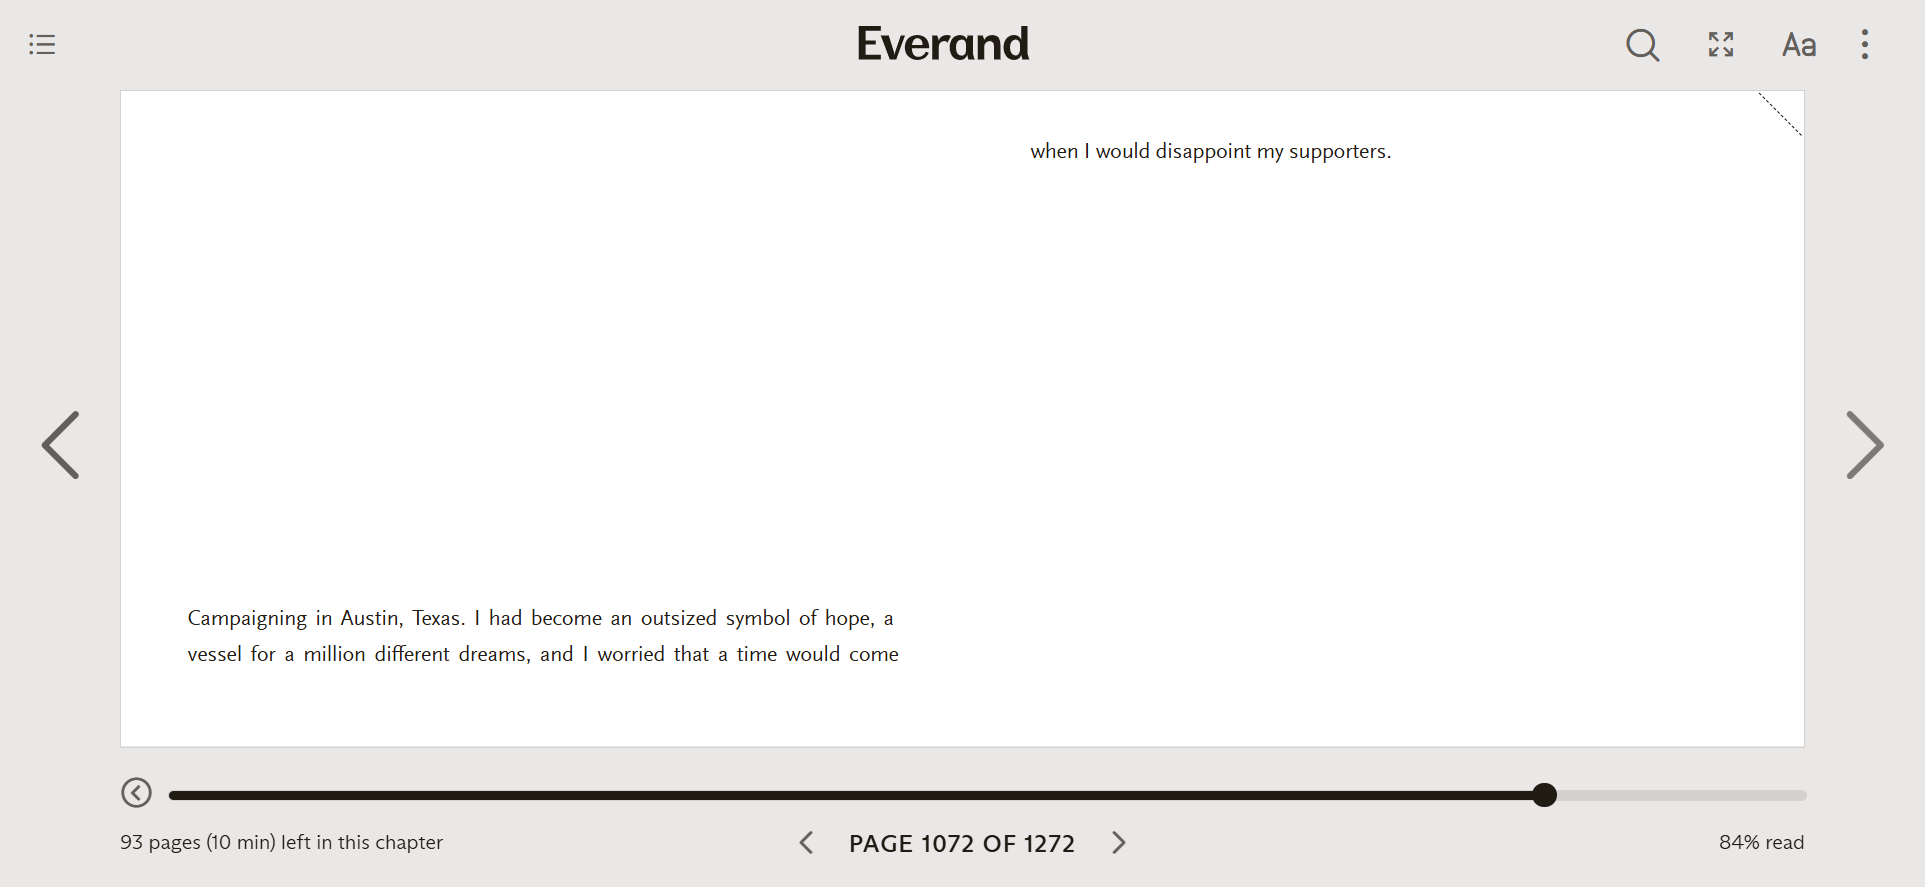 Everand
Aa
Campaigning in Austin, Texas. I had become an outsized symbol of hope, a
vessel for a million different dreams, and I worried that a time would come
when I would disappoint my supporters.
93 pages (10 min) left in this chapter
PAGE 1072 OF 1272
84% read